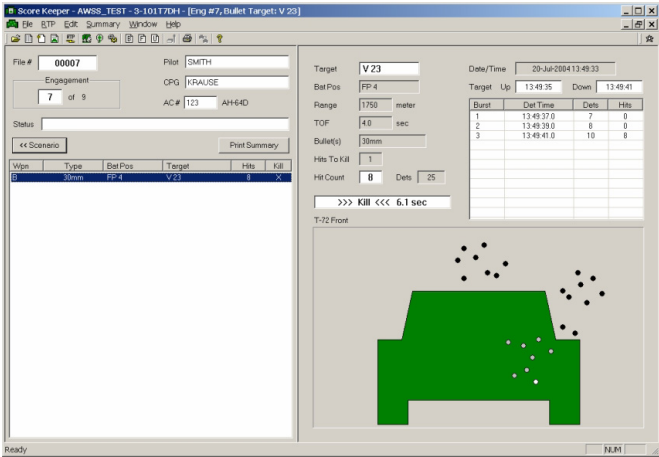 Score Keeper - AWSS_TEST - 3-101T7DH - [Eng #7, Bullet Target: V 23]
File RTP Edit Summary Window Help
File # 00007
Pilot SMITH
Engagement
7 of 9
CPG KRAUSE
AC # 123 AH-64D
Status
<< Scenario
Print Summary
Wpn Type BatPos Target Hits Kill
B 30mm FP 4 V 23 8 X
Target V 23
BatPos FP 4
Range 1750 meter
TOF 4.0 sec
Bullet(s) 30mm
Hits To Kill 1
Hit Count 8 Dets 25
>>> Kill <<< 6.1 sec
Date/Time 20-Jul-2004 13:49:33
Target Up 13:49:35 Down 13:49:41
Burst Det Time Dets Hits
1 13:49:37.0 7 0
2 13:49:39.0 8 0
3 13:49:41.0 10 8
T-72 Front
Ready
NUM